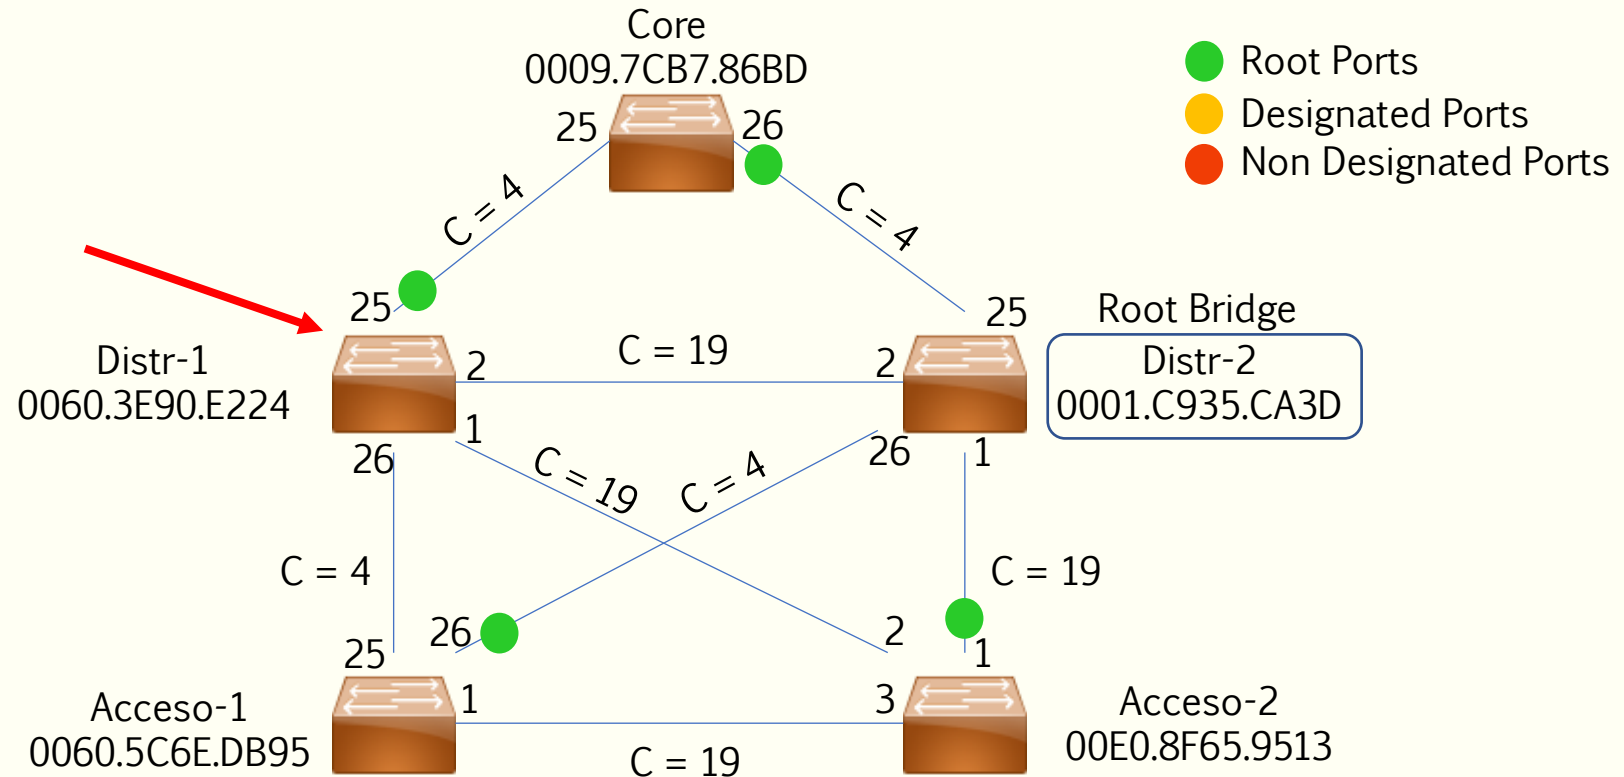 Core
0009.7CB7.86BD
25
26
Root Ports
Designated Ports
Non Designated Ports
C = 4
C = 4
25
25
Root Bridge
Distr-1
0060.3E90.E224
2
C = 19
2
Distr-2
0001.C935.CA3D
26
1
26
1
C = 19
C = 4
C = 4
C = 19
25
26
2
1
Acceso-1
0060.5C6E.DB95
1
C = 19
3
Acceso-2
00E0.8F65.9513